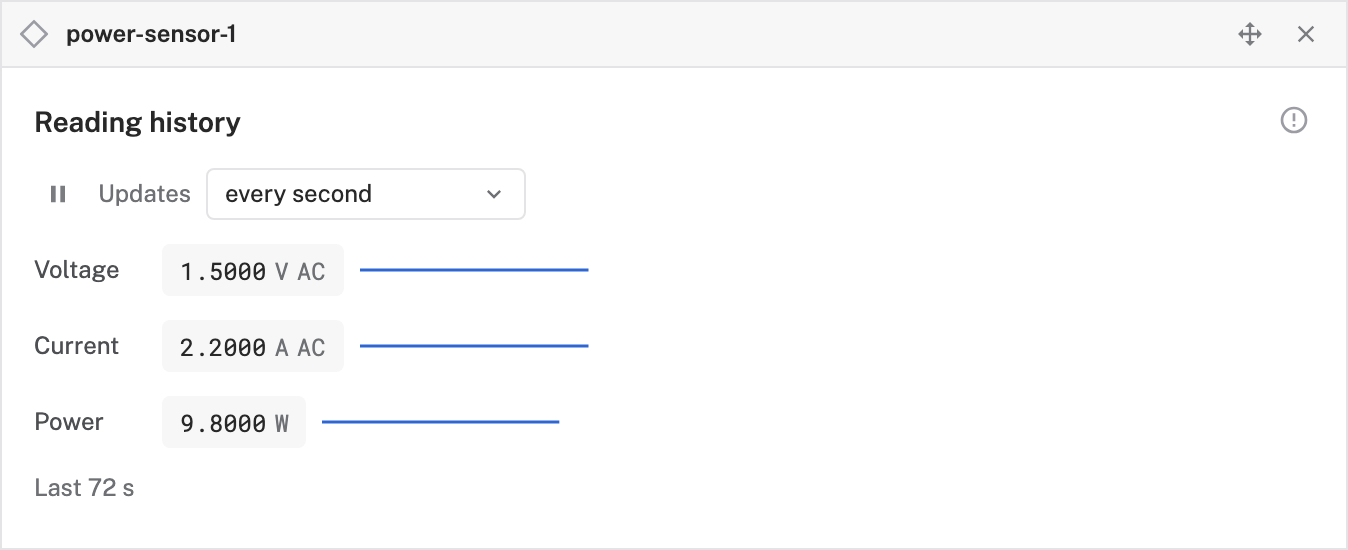 power-sensor-1
Reading history
Updates every second
Voltage 1.5000 V AC
Current 2.2000 A AC
Power 9.8000 W
Last 72 s